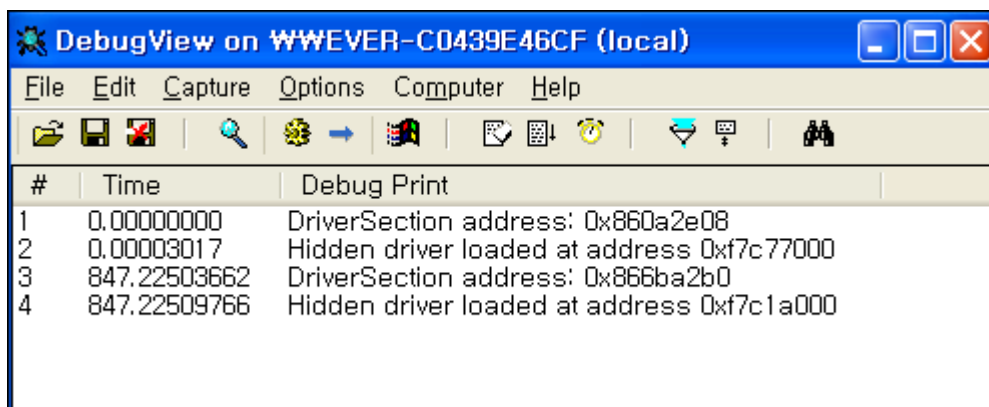 DebugView on ₩₩EVER-C0439E46CF (local)
File Edit Capture Options Computer Help
# Time Debug Print
1 0.00000000 DriverSection address: 0x860a2e08
2 0.00003017 Hidden driver loaded at address 0xf7c77000
3 847.22503662 DriverSection address: 0x866ba2b0
4 847.22509766 Hidden driver loaded at address 0xf7c1a000